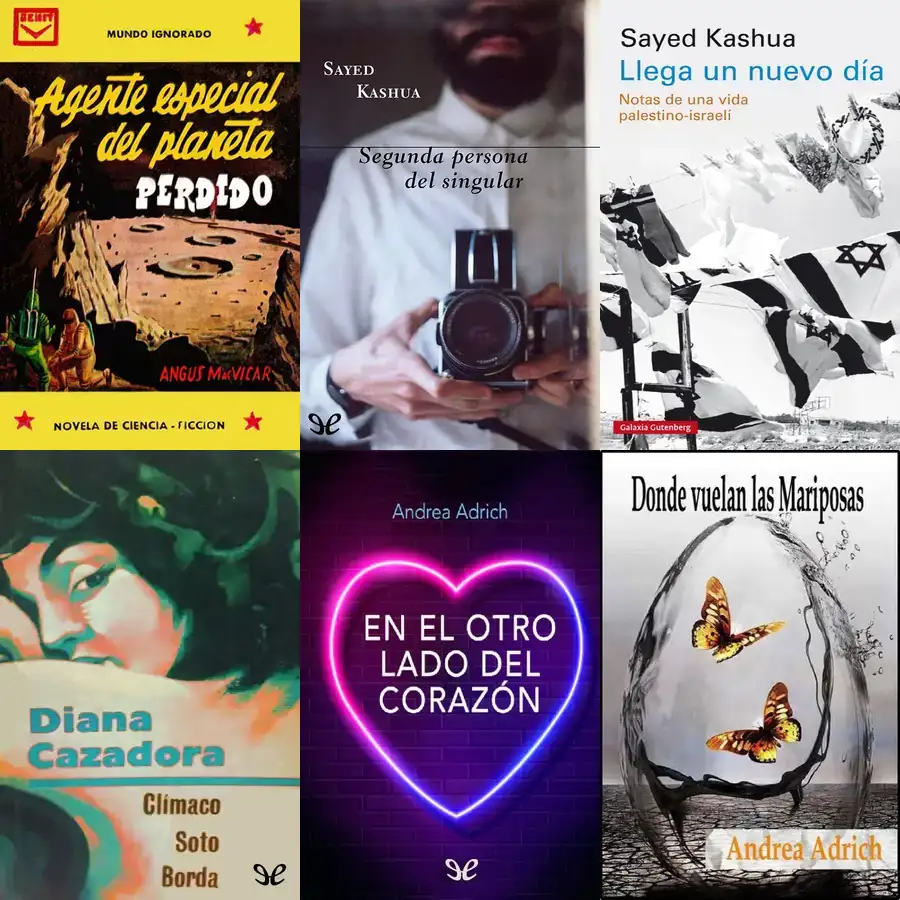 MUNDO IGNORADO
Agente especial
del planeta
PERDIDO
ANGUS MACVICAR
NOVELA DE CIENCIA-FICCION
SAYED
KASHUA
Segunda persona
del singular
Sayed Kashua
Llega un nuevo día
Notas de una vida
palestino-israelí
Galaxia Gutenberg
Diana
Cazadora
Clímaco
Soto
Borda
Andrea Adrich
EN EL OTRO
LADO DEL
CORAZÓN
Donde vuelan las Mariposas
Andrea Adrich